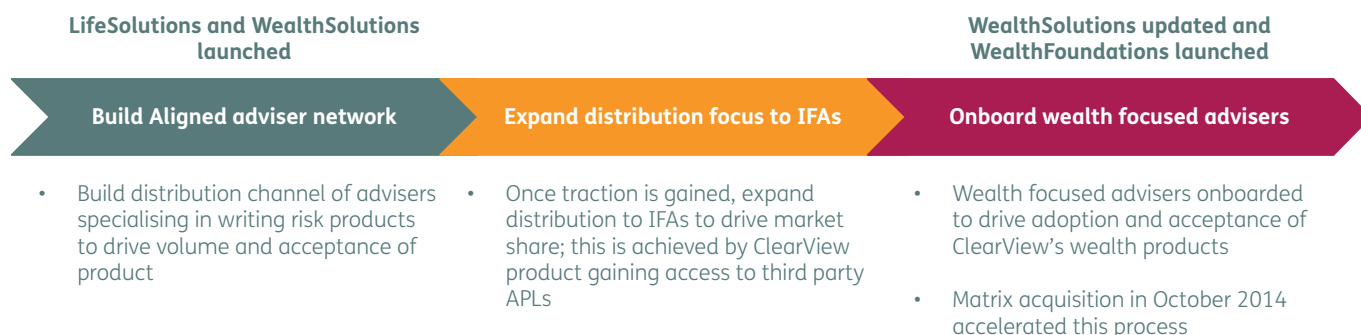 LifeSolutions and WealthSolutions
launched
WealthSolutions updated and
WealthFoundations launched
Build Aligned adviser network
Expand distribution focus to IFAs
Onboard wealth focused advisers
• Build distribution channel of advisers
specialising in writing risk products
to drive volume and acceptance of
product
• Once traction is gained, expand
distribution to IFAs to drive market
share; this is achieved by ClearView
product gaining access to third party
APLs
• Wealth focused advisers onboarded
to drive adoption and acceptance of
ClearView’s wealth products
• Matrix acquisition in October 2014
accelerated this process